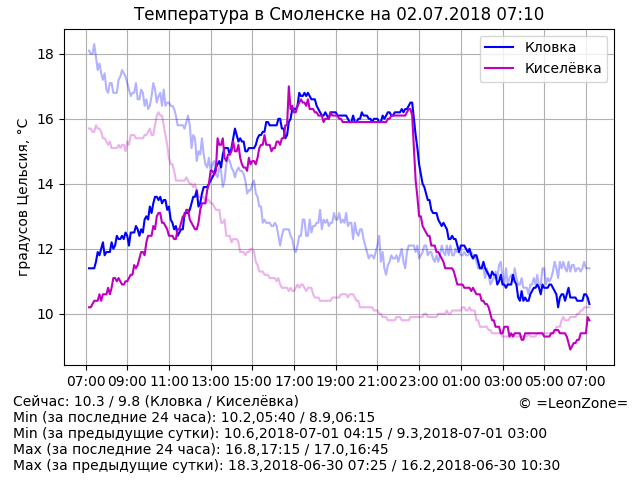 Температура в Смоленске на 02.07.2018 07:10
Кловка
Киселёвка
градусов Цельсия, °C
18
16
14
12
10
07:00 09:00 11:00 13:00 15:00 17:00 19:00 21:00 23:00 01:00 03:00 05:00 07:00
Сейчас: 10.3 / 9.8 (Кловка / Киселёвка)
© =LeonZone=
Min (за последние 24 часа): 10.2,05:40 / 8.9,06:15
Min (за предыдущие сутки): 10.6,2018-07-01 04:15 / 9.3,2018-07-01 03:00
Max (за последние 24 часа): 16.8,17:15 / 17.0,16:45
Max (за предыдущие сутки): 18.3,2018-06-30 07:25 / 16.2,2018-06-30 10:30